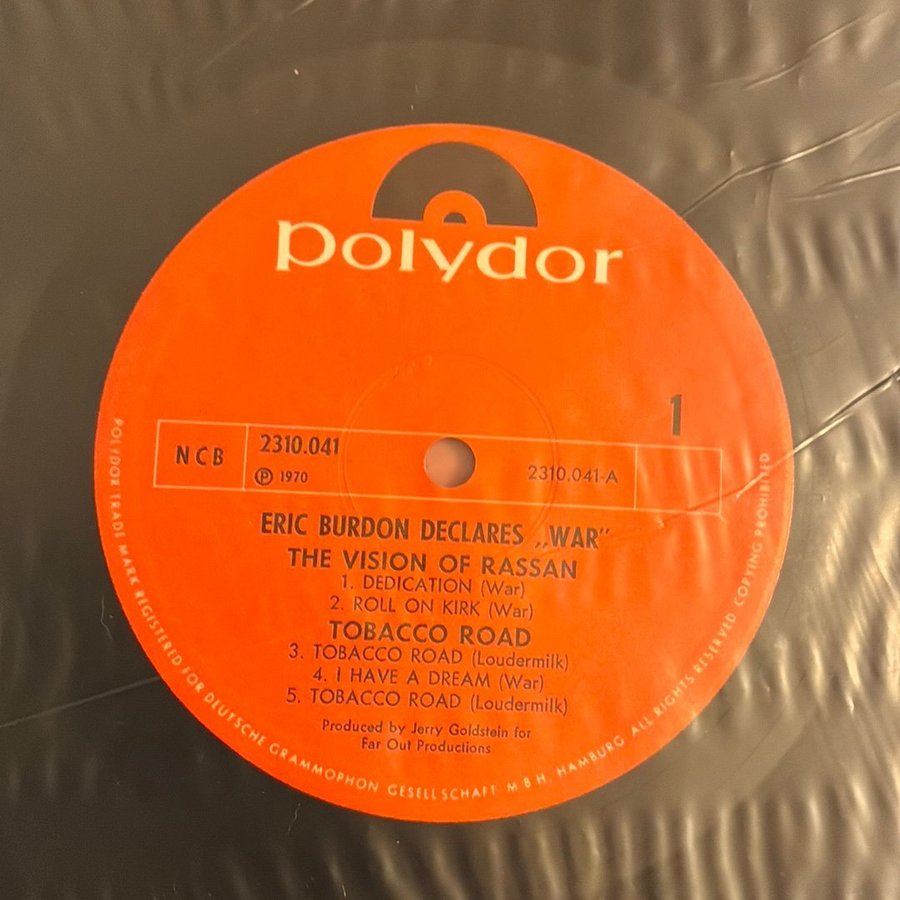 polydor
1
NCB
2310.041
℗ 1970
2310.041-A
ERIC BURDON DECLARES „WAR"
THE VISION OF RASSAN
1. DEDICATION (War)
2. ROLL ON KIRK (War)
TOBACCO ROAD
3. TOBACCO ROAD (Loudermilk)
4. I HAVE A DREAM (War)
5. TOBACCO ROAD (Loudermilk)
Produced by Jerry Goldstein for
Far Out Productions
POLYDOR TRADE MARK REGISTERED FOR DEUTSCHE GRAMMOPHON GESELLSCHAFT M B H, HAMBURG ALL RIGHTS RESERVED COPYING PROHIBITED